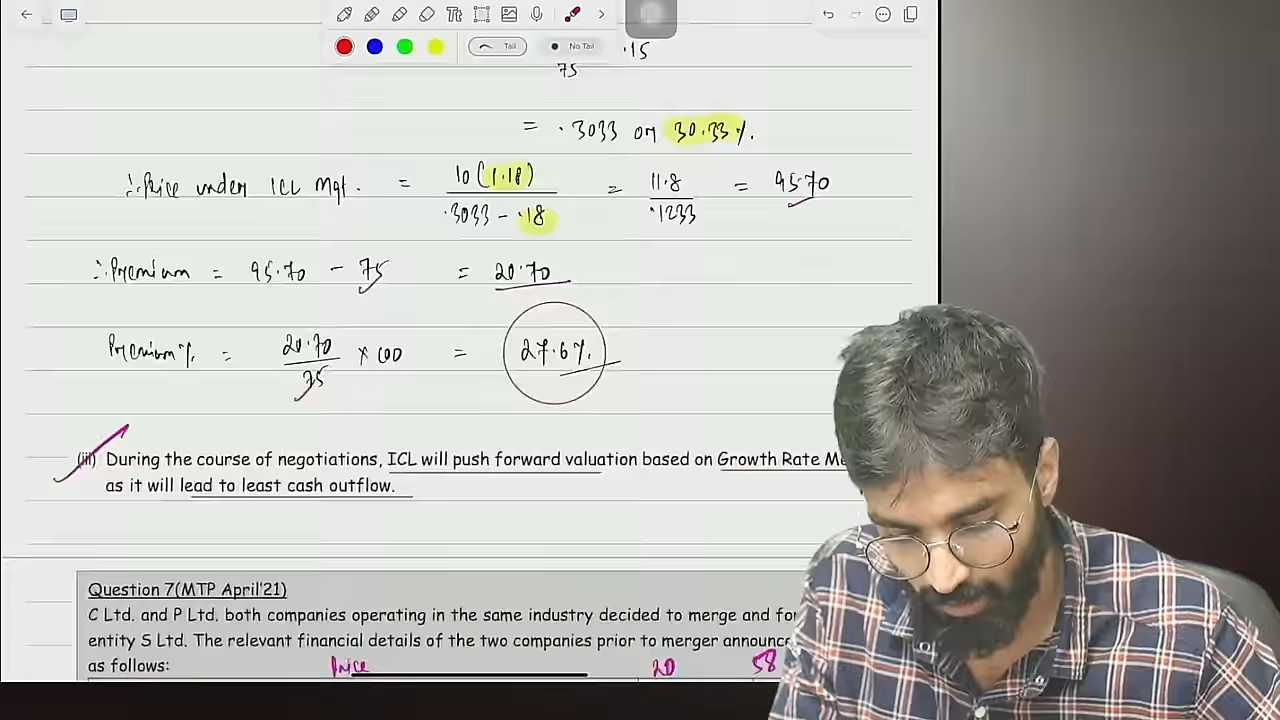 Tt
Tail
No Tail
.15
75
= .3033 or 30.33%.
∴ Price under ICL Mgt. = 10(1.18) / .3033 - .18 = 11.8 / .1233 = 95.70
∴ Premium = 95.70 - 75 = 20.70
Premium % = 20.70 / 75 × 100 = 27.6%.
(iii) During the course of negotiations, ICL will push forward valuation based on Growth Rate
as it will lead to least cash outflow.
Question 7(MTP April'21)
C Ltd. and P Ltd. both companies operating in the same industry decided to merge and
entity S Ltd. The relevant financial details of the two companies prior to merger
as follows:
Price 20 58